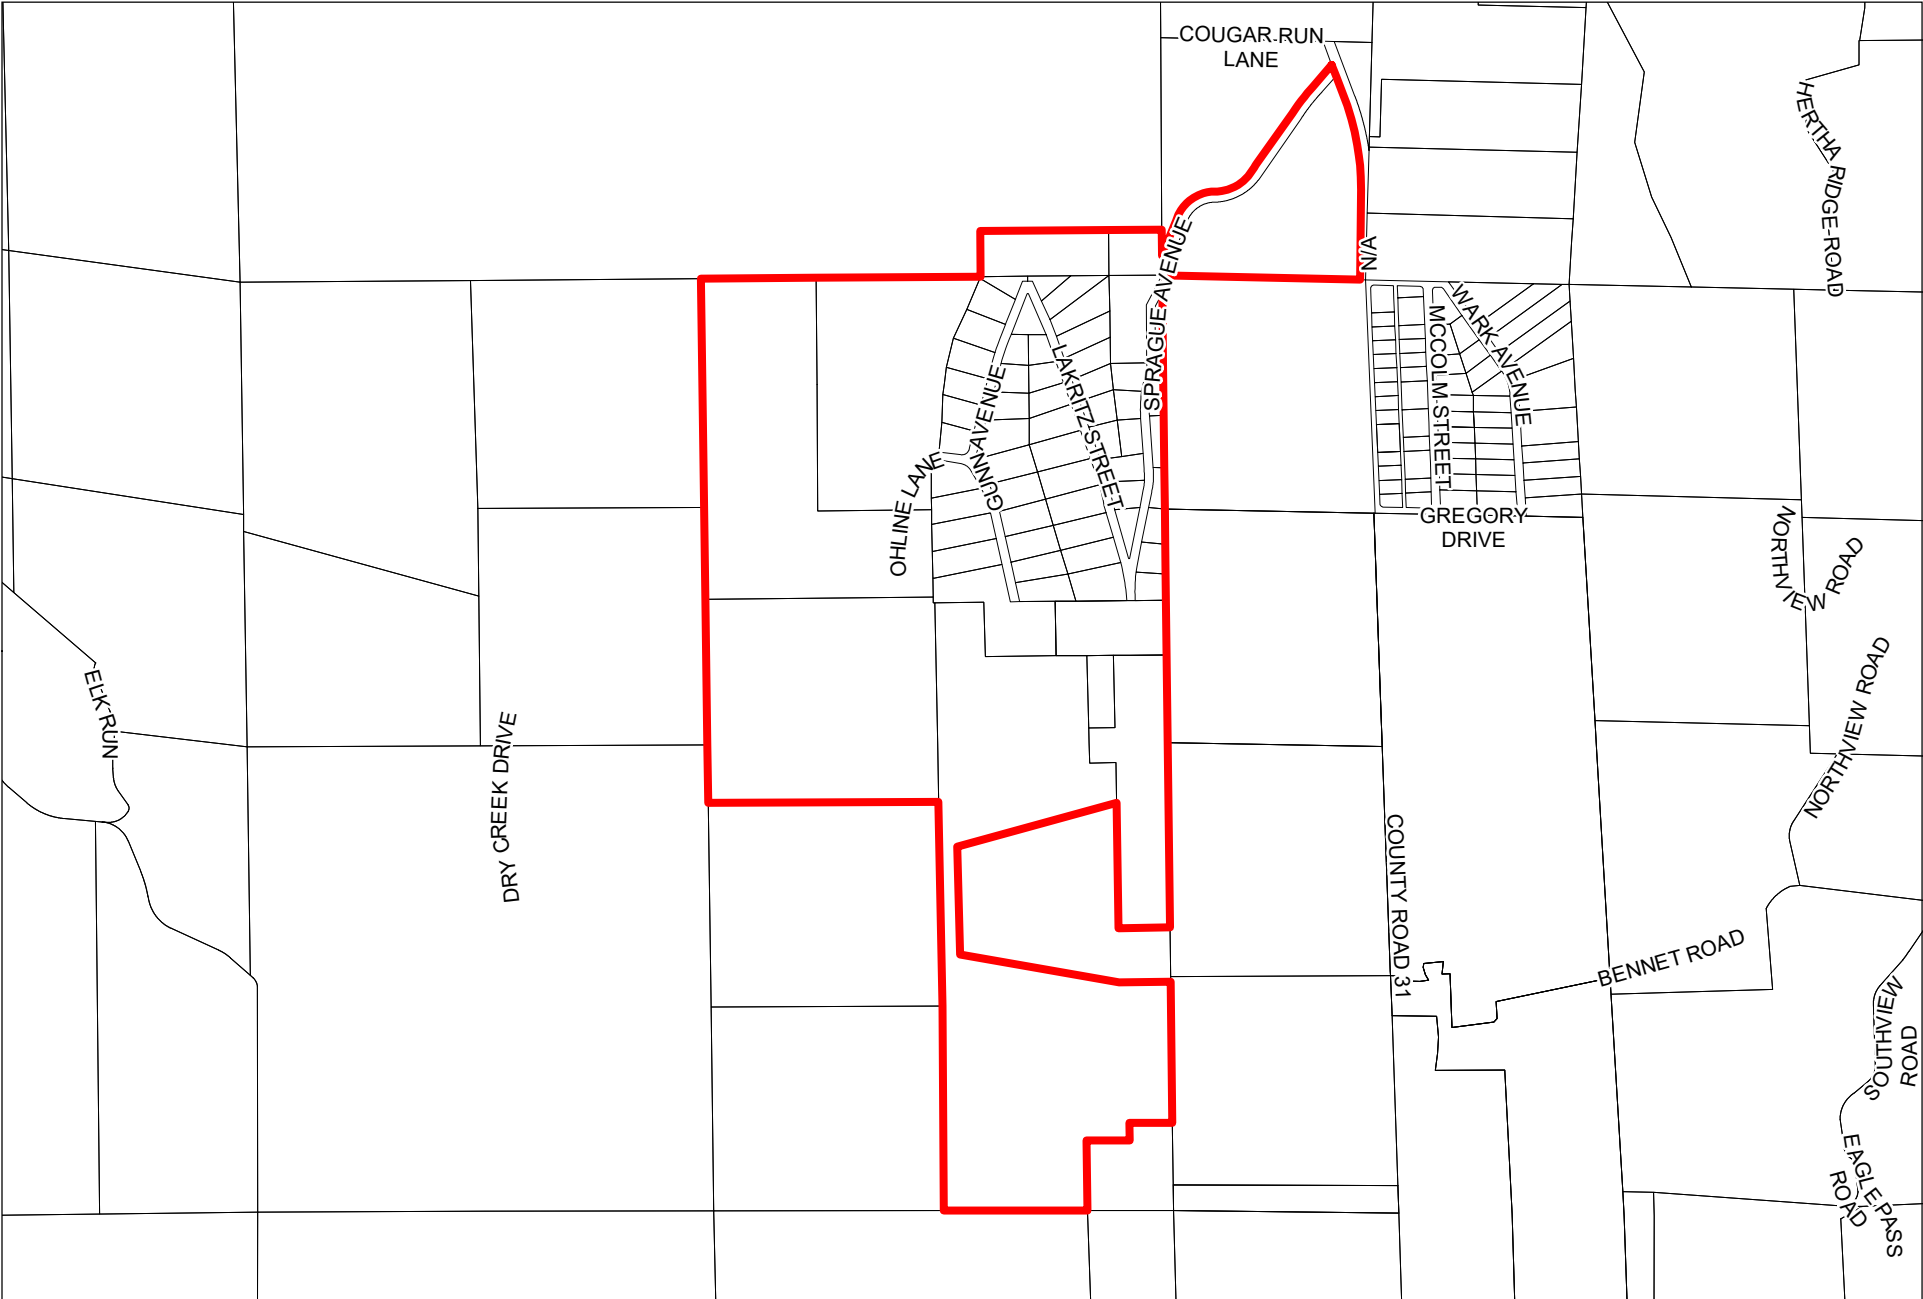 COUGAR RUN
LANE
HERTHA RIDGE ROAD
SPRAGUE AVENUE
N/A
WARK AVENUE
MCCOLM STREET
LAKRITZ STREET
GUNN AVENUE
OHLINE LANE
GREGORY
DRIVE
NORTHVIEW ROAD
NORTHVIEW ROAD
ELK RUN
DRY CREEK DRIVE
COUNTY ROAD 31
BENNET ROAD
SOUTHVIEW
ROAD
EAGLE PASS
ROAD